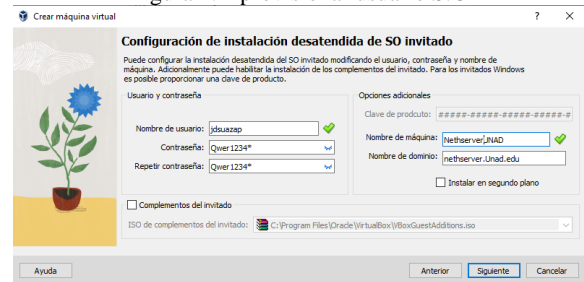 Crear máquina virtual
Configuración de instalación desatendida de SO invitado
Puede configurar la instalación desatendida del SO invitado modificando el usuario, contraseña y nombre de
máquina. Adicionalmente puede habilitar la instalación de los complementos del invitado. Para los invitados Windows
es posible proporcionar una clave de producto.
Usuario y contraseña
Nombre de usuario: jdsuazap
Contraseña: Qwer1234*
Repetir contraseña: Qwer1234*
Opciones adicionales
Clave de prodcuto: #####-#####-#####-#####-#
Nombre de máquina: NethserverUNAD
Nombre de dominio: nethserver.Unad.edu
Instalar en segundo plano
Complementos del invitado
ISO de complementos del invitado: C:\Program Files\Oracle\VirtualBox\VBoxGuestAdditions.iso
Ayuda
Anterior Siguiente Cancelar